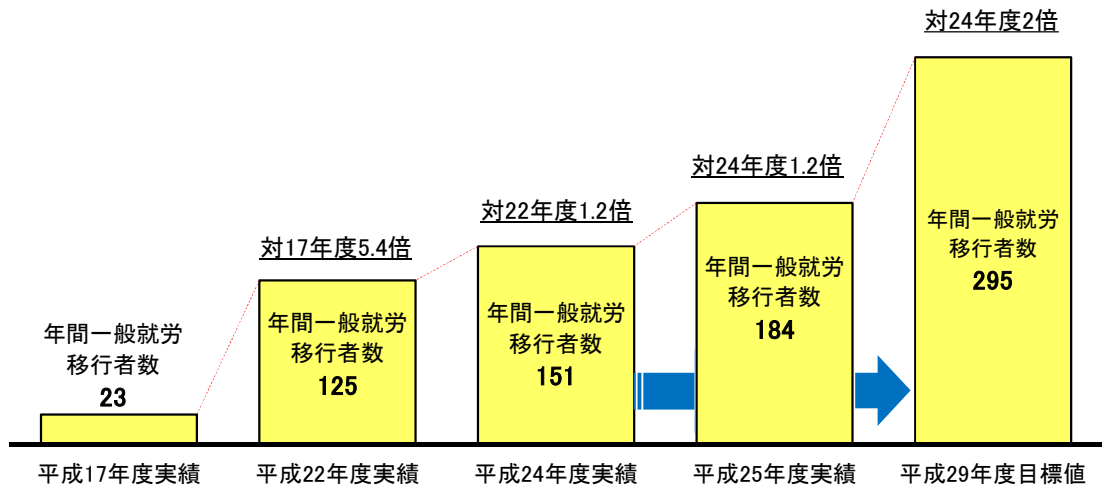 対24年度2倍
対24年度1.2倍
対22年度1.2倍
対17年度5.4倍
年間一般就労
移行者数
23
年間一般就労
移行者数
125
年間一般就労
移行者数
151
年間一般就労
移行者数
184
年間一般就労
移行者数
295
平成17年度実績
平成22年度実績
平成24年度実績
平成25年度実績
平成29年度目標値